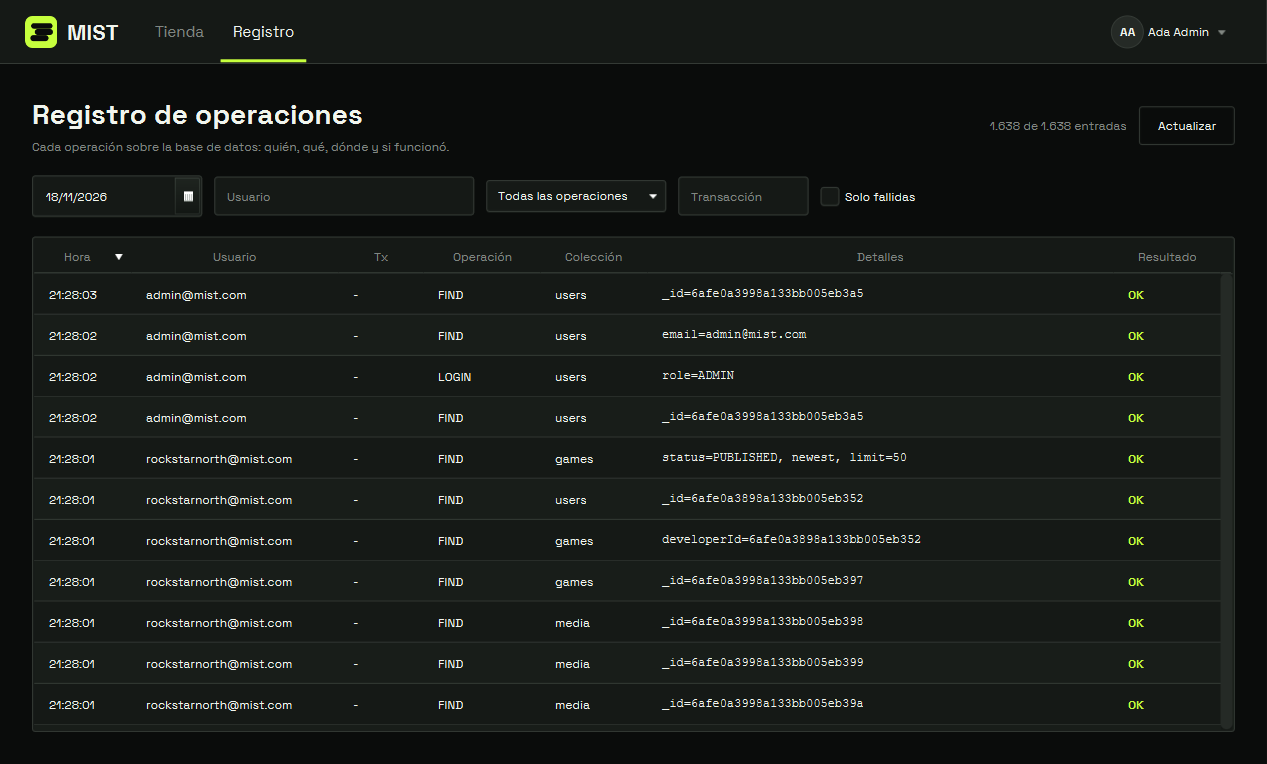 MIST Tienda Registro AA Ada Admin
Registro de operaciones
Cada operación sobre la base de datos: quién, qué, dónde y si funcionó.
1.638 de 1.638 entradas Actualizar
18/11/2026 Usuario Todas las operaciones Transacción Solo fallidas
Hora Usuario Tx Operación Colección Detalles Resultado
21:28:03 admin@mist.com - FIND users _id=6afe0a3998a133bb005eb3a5 OK
21:28:02 admin@mist.com - FIND users email=admin@mist.com OK
21:28:02 admin@mist.com - LOGIN users role=ADMIN OK
21:28:02 admin@mist.com - FIND users _id=6afe0a3998a133bb005eb3a5 OK
21:28:01 rockstarnorth@mist.com - FIND games status=PUBLISHED, newest, limit=50 OK
21:28:01 rockstarnorth@mist.com - FIND users _id=6afe0a3898a133bb005eb352 OK
21:28:01 rockstarnorth@mist.com - FIND games developerId=6afe0a3898a133bb005eb352 OK
21:28:01 rockstarnorth@mist.com - FIND games _id=6afe0a3998a133bb005eb397 OK
21:28:01 rockstarnorth@mist.com - FIND media _id=6afe0a3998a133bb005eb398 OK
21:28:01 rockstarnorth@mist.com - FIND media _id=6afe0a3998a133bb005eb399 OK
21:28:01 rockstarnorth@mist.com - FIND media _id=6afe0a3998a133bb005eb39a OK